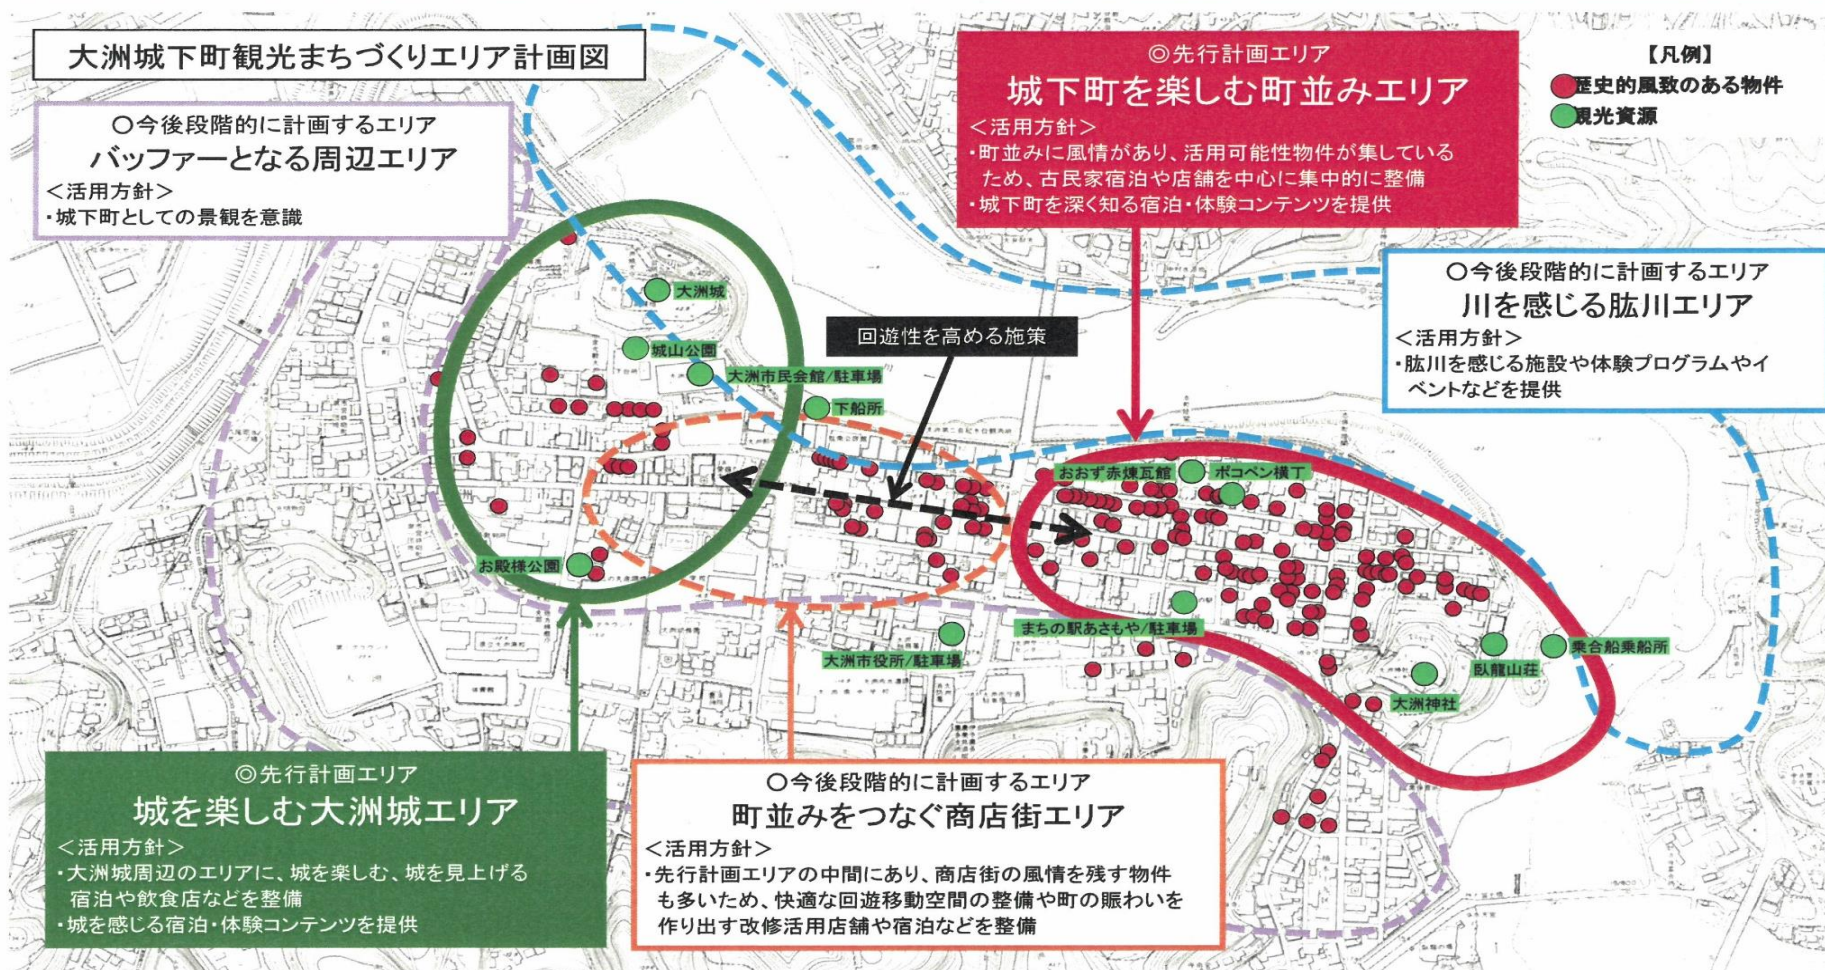 大洲城下町観光まちづくりエリア計画図
〇今後段階的に計画するエリア
バッファーとなる周辺エリア
＜活用方針＞
・城下町としての景観を意識
◎先行計画エリア
城下町を楽しむ町並みエリア
＜活用方針＞
・町並みに風情があり、活用可能性物件が集している
ため、古民家宿泊や店舗を中心に集中的に整備
・城下町を深く知る宿泊・体験コンテンツを提供
【凡例】
歴史的風致のある物件
観光資源
〇今後段階的に計画するエリア
川を感じる肱川エリア
＜活用方針＞
・肱川を感じる施設や体験プログラムやイ
ベントなどを提供
回遊性を高める施策
大洲城
城山公園
大洲市民会館/駐車場
下船所
おおず赤煉瓦館
ポコペン横丁
お殿様公園
まちの駅あさもや/駐車場
大洲市役所/駐車場
乗合船乗船所
臥龍山荘
大洲神社
◎先行計画エリア
城を楽しむ大洲城エリア
＜活用方針＞
・大洲城周辺のエリアに、城を楽しむ、城を見上げる
宿泊や飲食店などを整備
・城を感じる宿泊・体験コンテンツを提供
〇今後段階的に計画するエリア
町並みをつなぐ商店街エリア
＜活用方針＞
・先行計画エリアの中間にあり、商店街の風情を残す物件
も多いため、快適な回遊移動空間の整備や町の賑わいを
作り出す改修活用店舗や宿泊などを整備